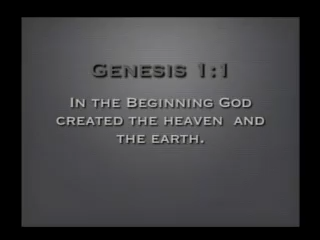 Genesis 1:1
In the Beginning God
created the heaven and
the earth.